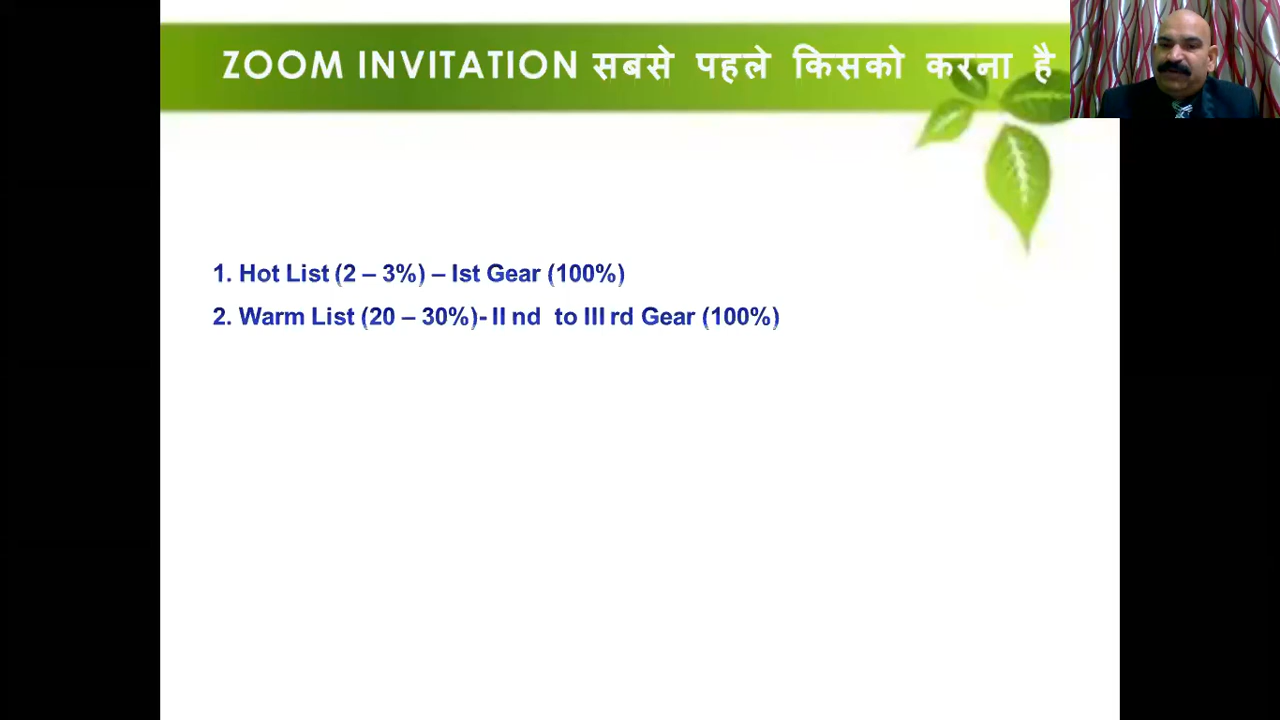 ZOOM INVITATION सबसे पहले किसको करना है
1. Hot List (2 – 3%) – Ist Gear (100%)
2. Warm List (20 – 30%)- II nd to III rd Gear (100%)